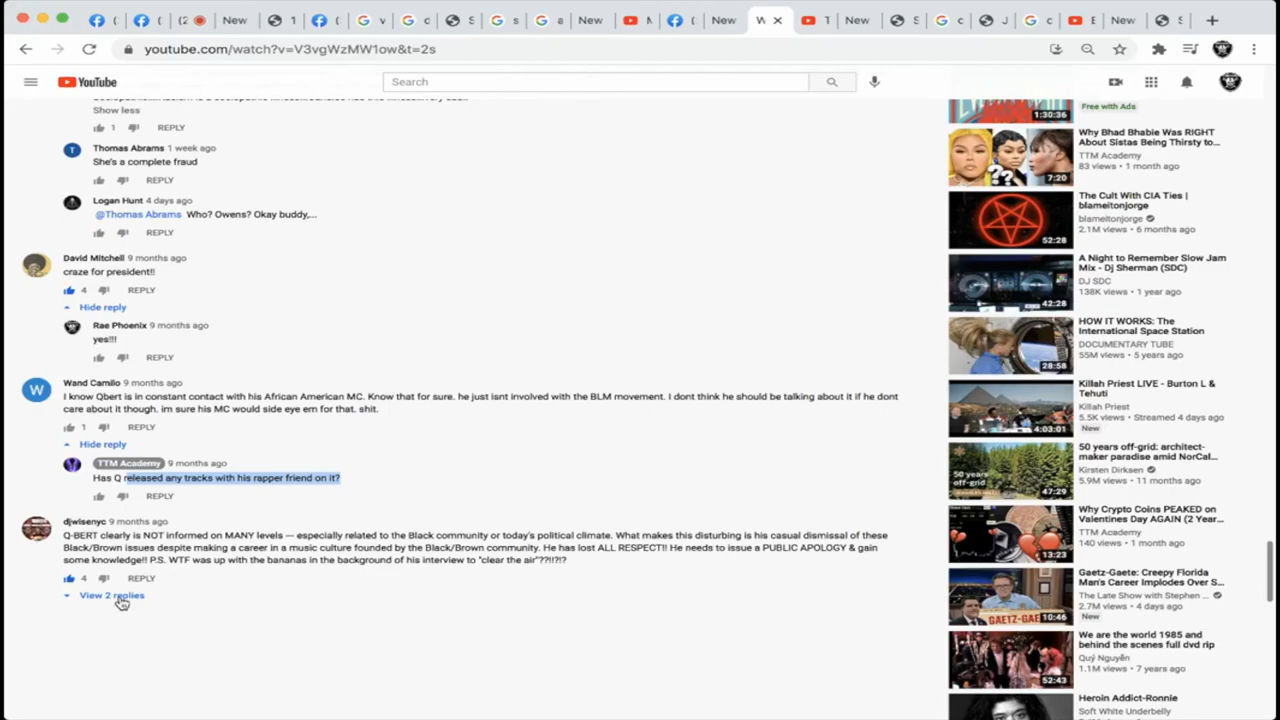 (
(
(2
New
1
(
v
c
S
s
a
New
M
(
New
W
T
New
S
c
J
c
E
New
S
youtube.com/watch?v=V3vgWzMW1ow&t=2s
YouTube
Search
Show less
1 REPLY
T
Thomas Abrams 1 week ago
She's a complete fraud
REPLY
Logan Hunt 4 days ago
@Thomas Abrams Who? Owens? Okay buddy,...
REPLY
David Mitchell 9 months ago
craze for president!!
4 REPLY
Hide reply
Rae Phoenix 9 months ago
yes!!!
REPLY
W
Wand Camilo 9 months ago
I know Qbert is in constant contact with his African American MC. Know that for sure. he just isnt involved with the BLM movement. I dont think he should be talking about it if he dont
care about it though. im sure his MC would side eye em for that. shit.
1 REPLY
Hide reply
TTM Academy 9 months ago
Has Q released any tracks with his rapper friend on it?
REPLY
djwisenyc 9 months ago
Q-BERT clearly is NOT informed on MANY levels — especially related to the Black community or today's political climate. What makes this disturbing is his casual dismissal of these
Black/Brown issues despite making a career in a music culture founded by the Black/Brown community. He has lost ALL RESPECT!! He needs to issue a PUBLIC APOLOGY & gain
some knowledge!! P.S. WTF was up with the bananas in the background of his interview to "clear the air"??!!?!?
4 REPLY
View 2 replies
1:30:36
Free with Ads
7:20
Why Bhad Bhabie Was RIGHT
About Sistas Being Thirsty to...
TTM Academy
83 views • 1 month ago
52:28
The Cult With CIA Ties |
blameitonjorge
blameitonjorge
2.1M views • 6 months ago
42:28
A Night to Remember Slow Jam
Mix - Dj Sherman (SDC)
DJ SDC
138K views • 1 year ago
28:58
HOW IT WORKS: The
International Space Station
DOCUMENTARY TUBE
55M views • 5 years ago
4:03:01
Killah Priest LIVE - Burton L &
Tehuti
Killah Priest
5.5K views • Streamed 4 days ago
New
50 years
off-grid
47:29
50 years off-grid: architect-
maker paradise amid NorCal...
Kirsten Dirksen
5.9M views • 11 months ago
13:23
Why Crypto Coins PEAKED on
Valentines Day AGAIN (2 Year...
TTM Academy
140 views • 1 month ago
GAETZ-GAE
10:46
Gaetz-Gaete: Creepy Florida
Man's Career Implodes Over S...
The Late Show with Stephen ...
2.7M views • 4 days ago
New
52:43
We are the world 1985 and
behind the scenes full dvd rip
Quý Nguyễn
1.1M views • 7 years ago
Heroin Addict-Ronnie
Soft White Underbelly